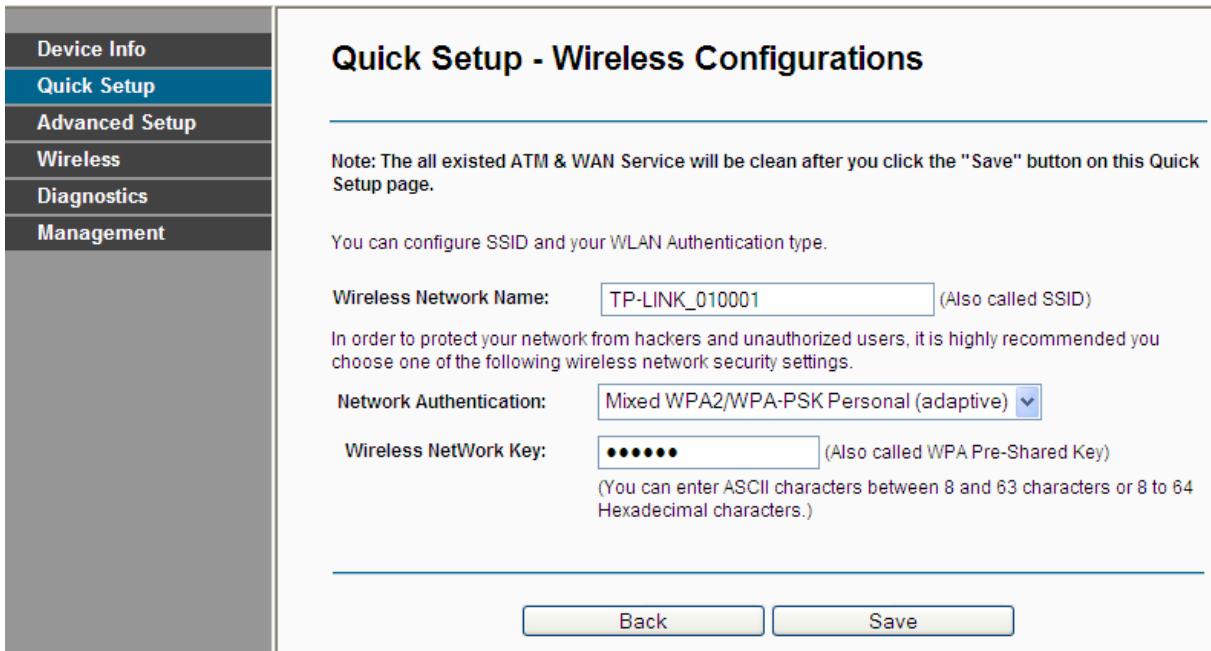 Device Info
Quick Setup
Advanced Setup
Wireless
Diagnostics
Management
Quick Setup - Wireless Configurations
Note: The all existed ATM & WAN Service will be clean after you click the "Save" button on this Quick
Setup page.
You can configure SSID and your WLAN Authentication type.
Wireless Network Name: TP-LINK_010001 (Also called SSID)
In order to protect your network from hackers and unauthorized users, it is highly recommended you
choose one of the following wireless network security settings.
Network Authentication: Mixed WPA2/WPA-PSK Personal (adaptive)
Wireless NetWork Key: ●●●●●● (Also called WPA Pre-Shared Key)
(You can enter ASCII characters between 8 and 63 characters or 8 to 64
Hexadecimal characters.)
Back Save